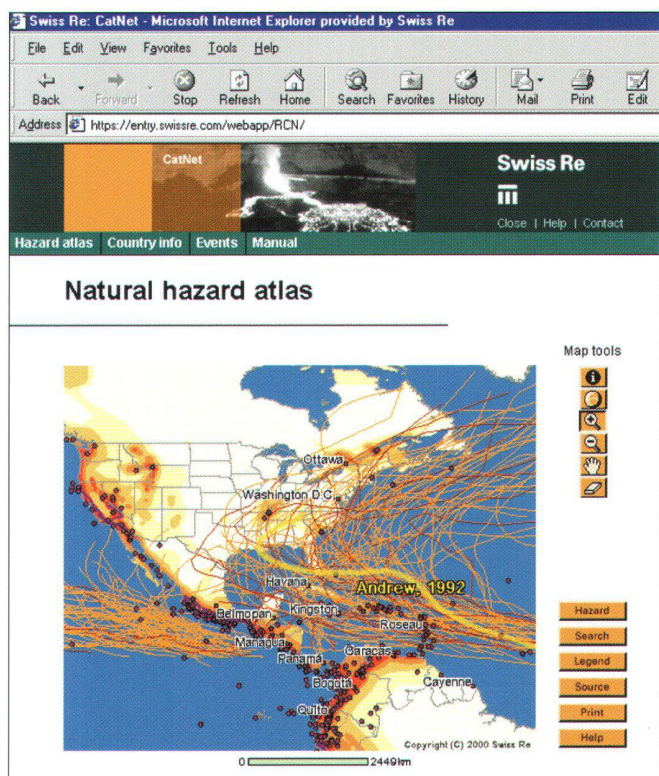 Swiss Re: CatNet - Microsoft Internet Explorer provided by Swiss Re
File Edit View Favorites Tools Help
Back Forward Stop Refresh Home Search Favorites History Mail Print Edit
Address https://entry.swissre.com/webapp/RCN/
CatNet
Swiss Re
Close | Help | Contact
Hazard atlas Country info Events Manual
Natural hazard atlas
Map tools
Ottawa
Washington D.C.
Havana
Andrew, 1992
Belmopan
Kingston
Roseau
Managua
Caracas
Panamá
Bogotá
Cayenne
Quito
Hazard
Search
Legend
Source
Print
Help
Copyright (C) 2000 Swiss Re
0 2449km